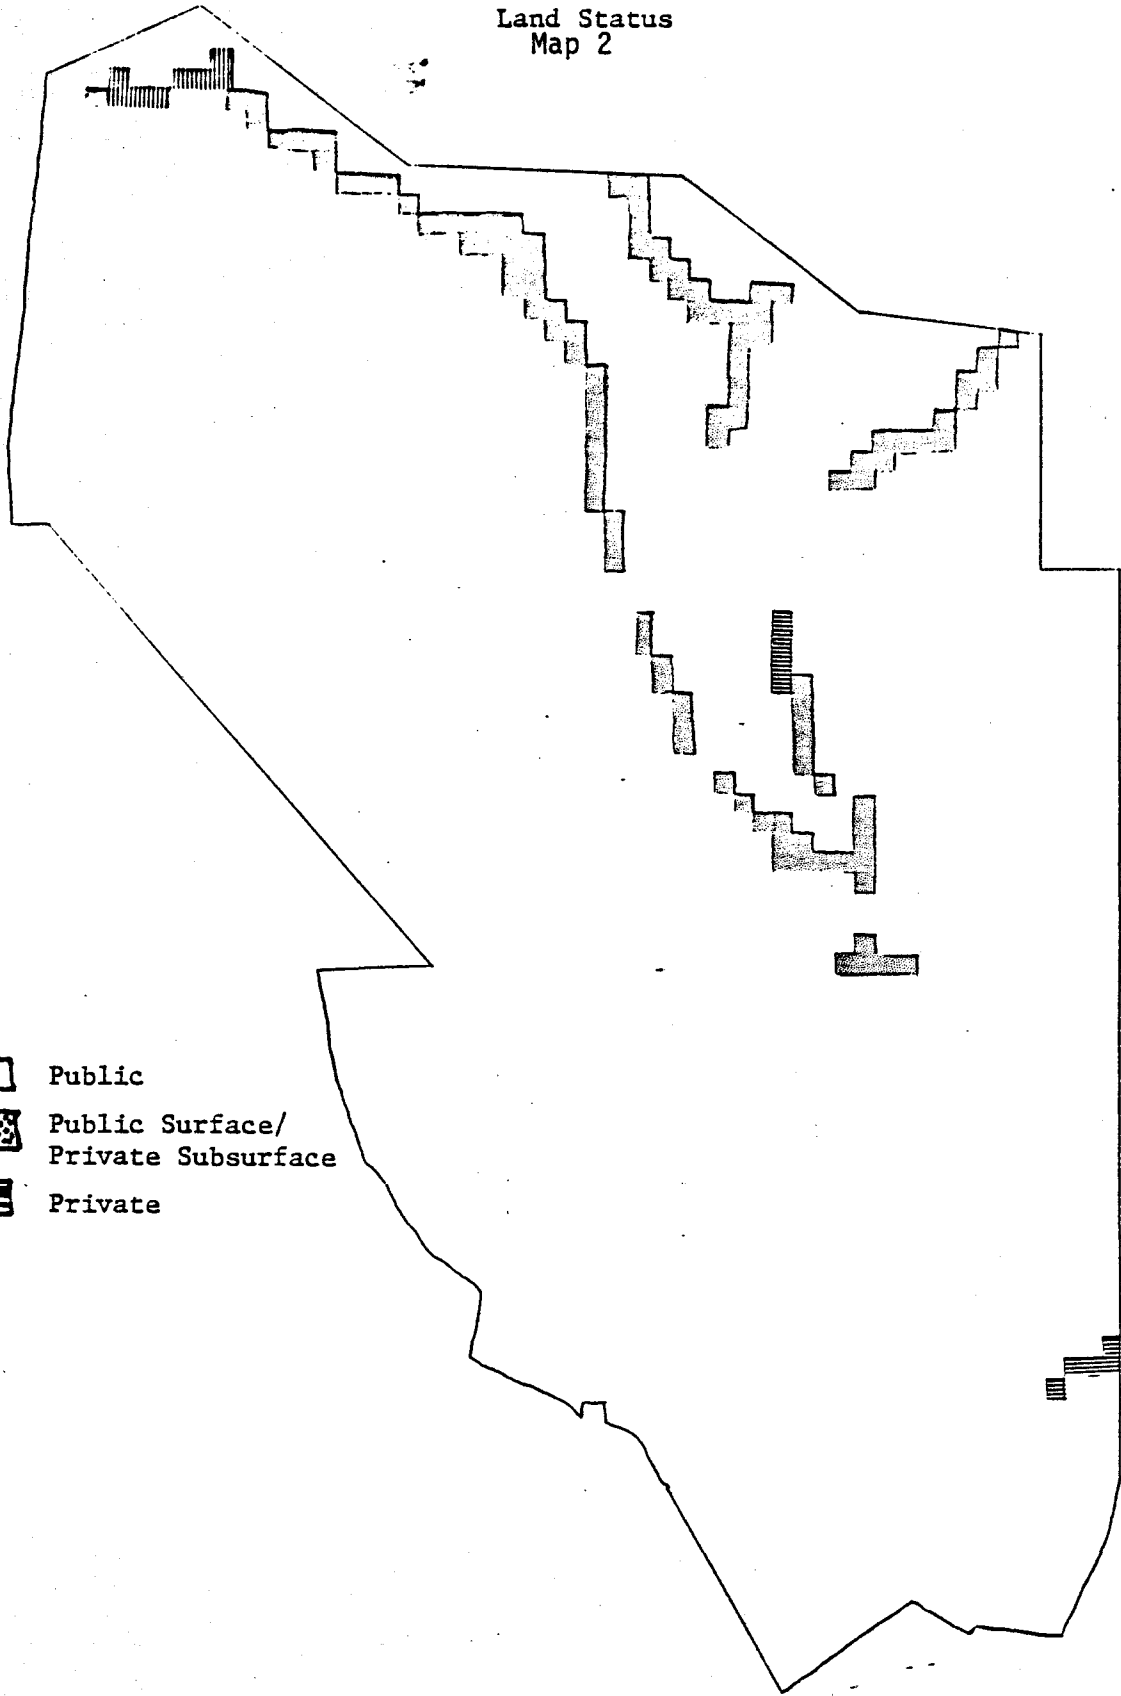 Land Status
Map 2
Public
Public Surface/
Private Subsurface
Private